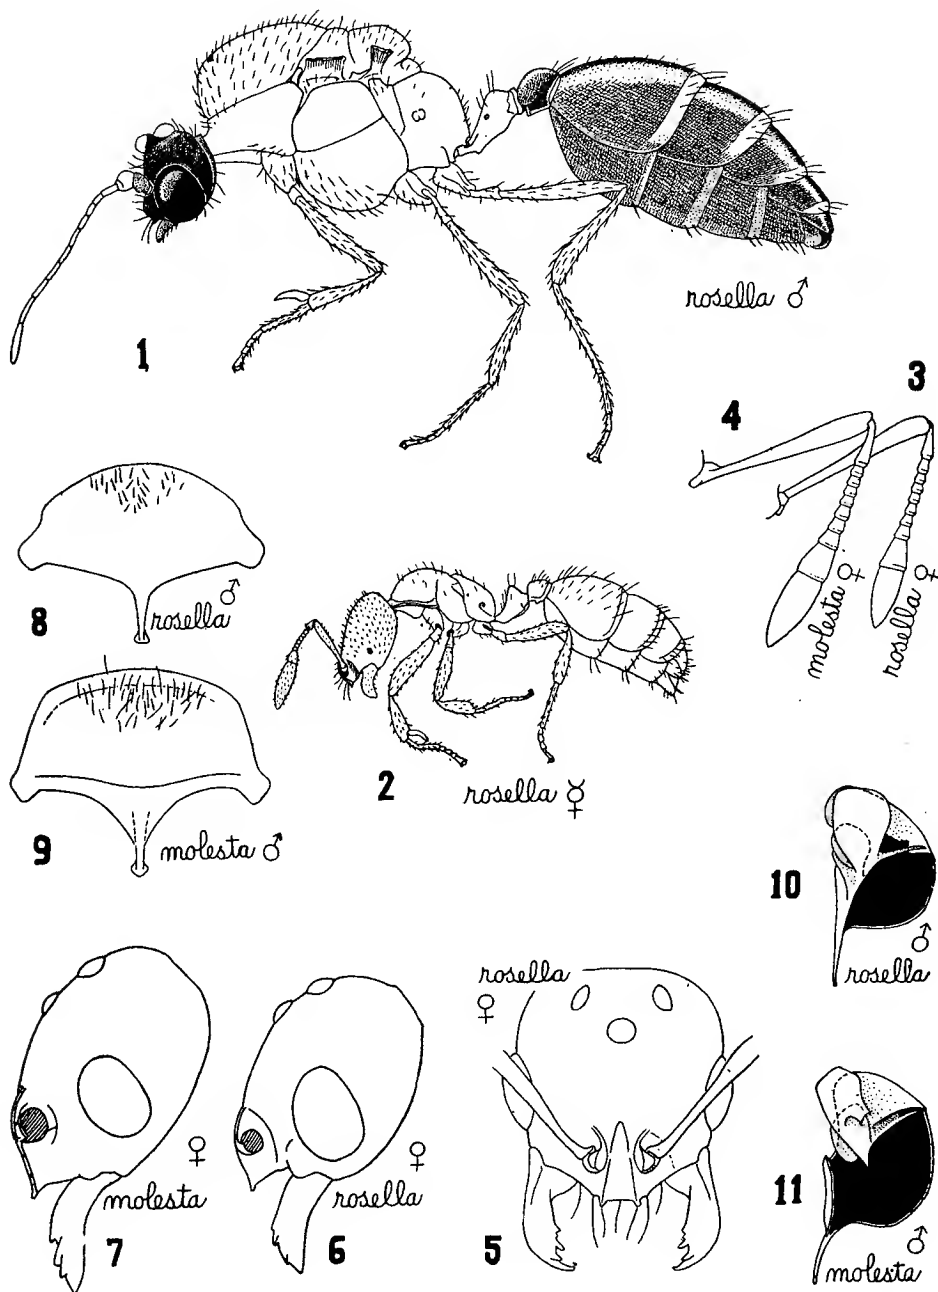 rosella ♂
1
3
4
molesta ♀
rosella ♀
8
rosella ♂
9
molesta ♂
2
rosella ☿
10
rosella ♂
rosella ♀
5
molesta ♀
7
rosella ♀
6
11
molesta ♂